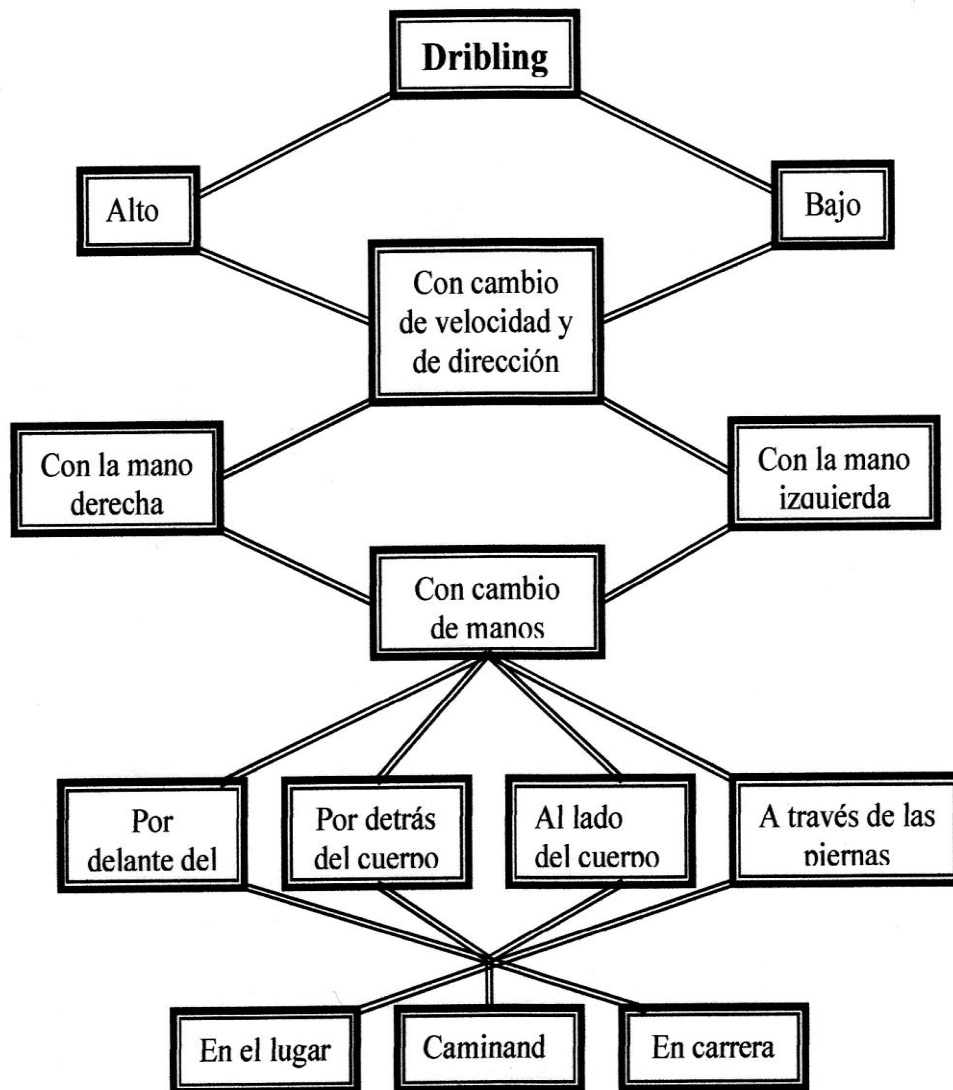 Dribling
Alto
Bajo
Con cambio
de velocidad y
de dirección
Con la mano
derecha
Con la mano
izquierda
Con cambio
de manos
Por
delante del
Por detrás
del cuerpo
Al lado
del cuerpo
A través de las
piernas
En el lugar
Caminand
En carrera